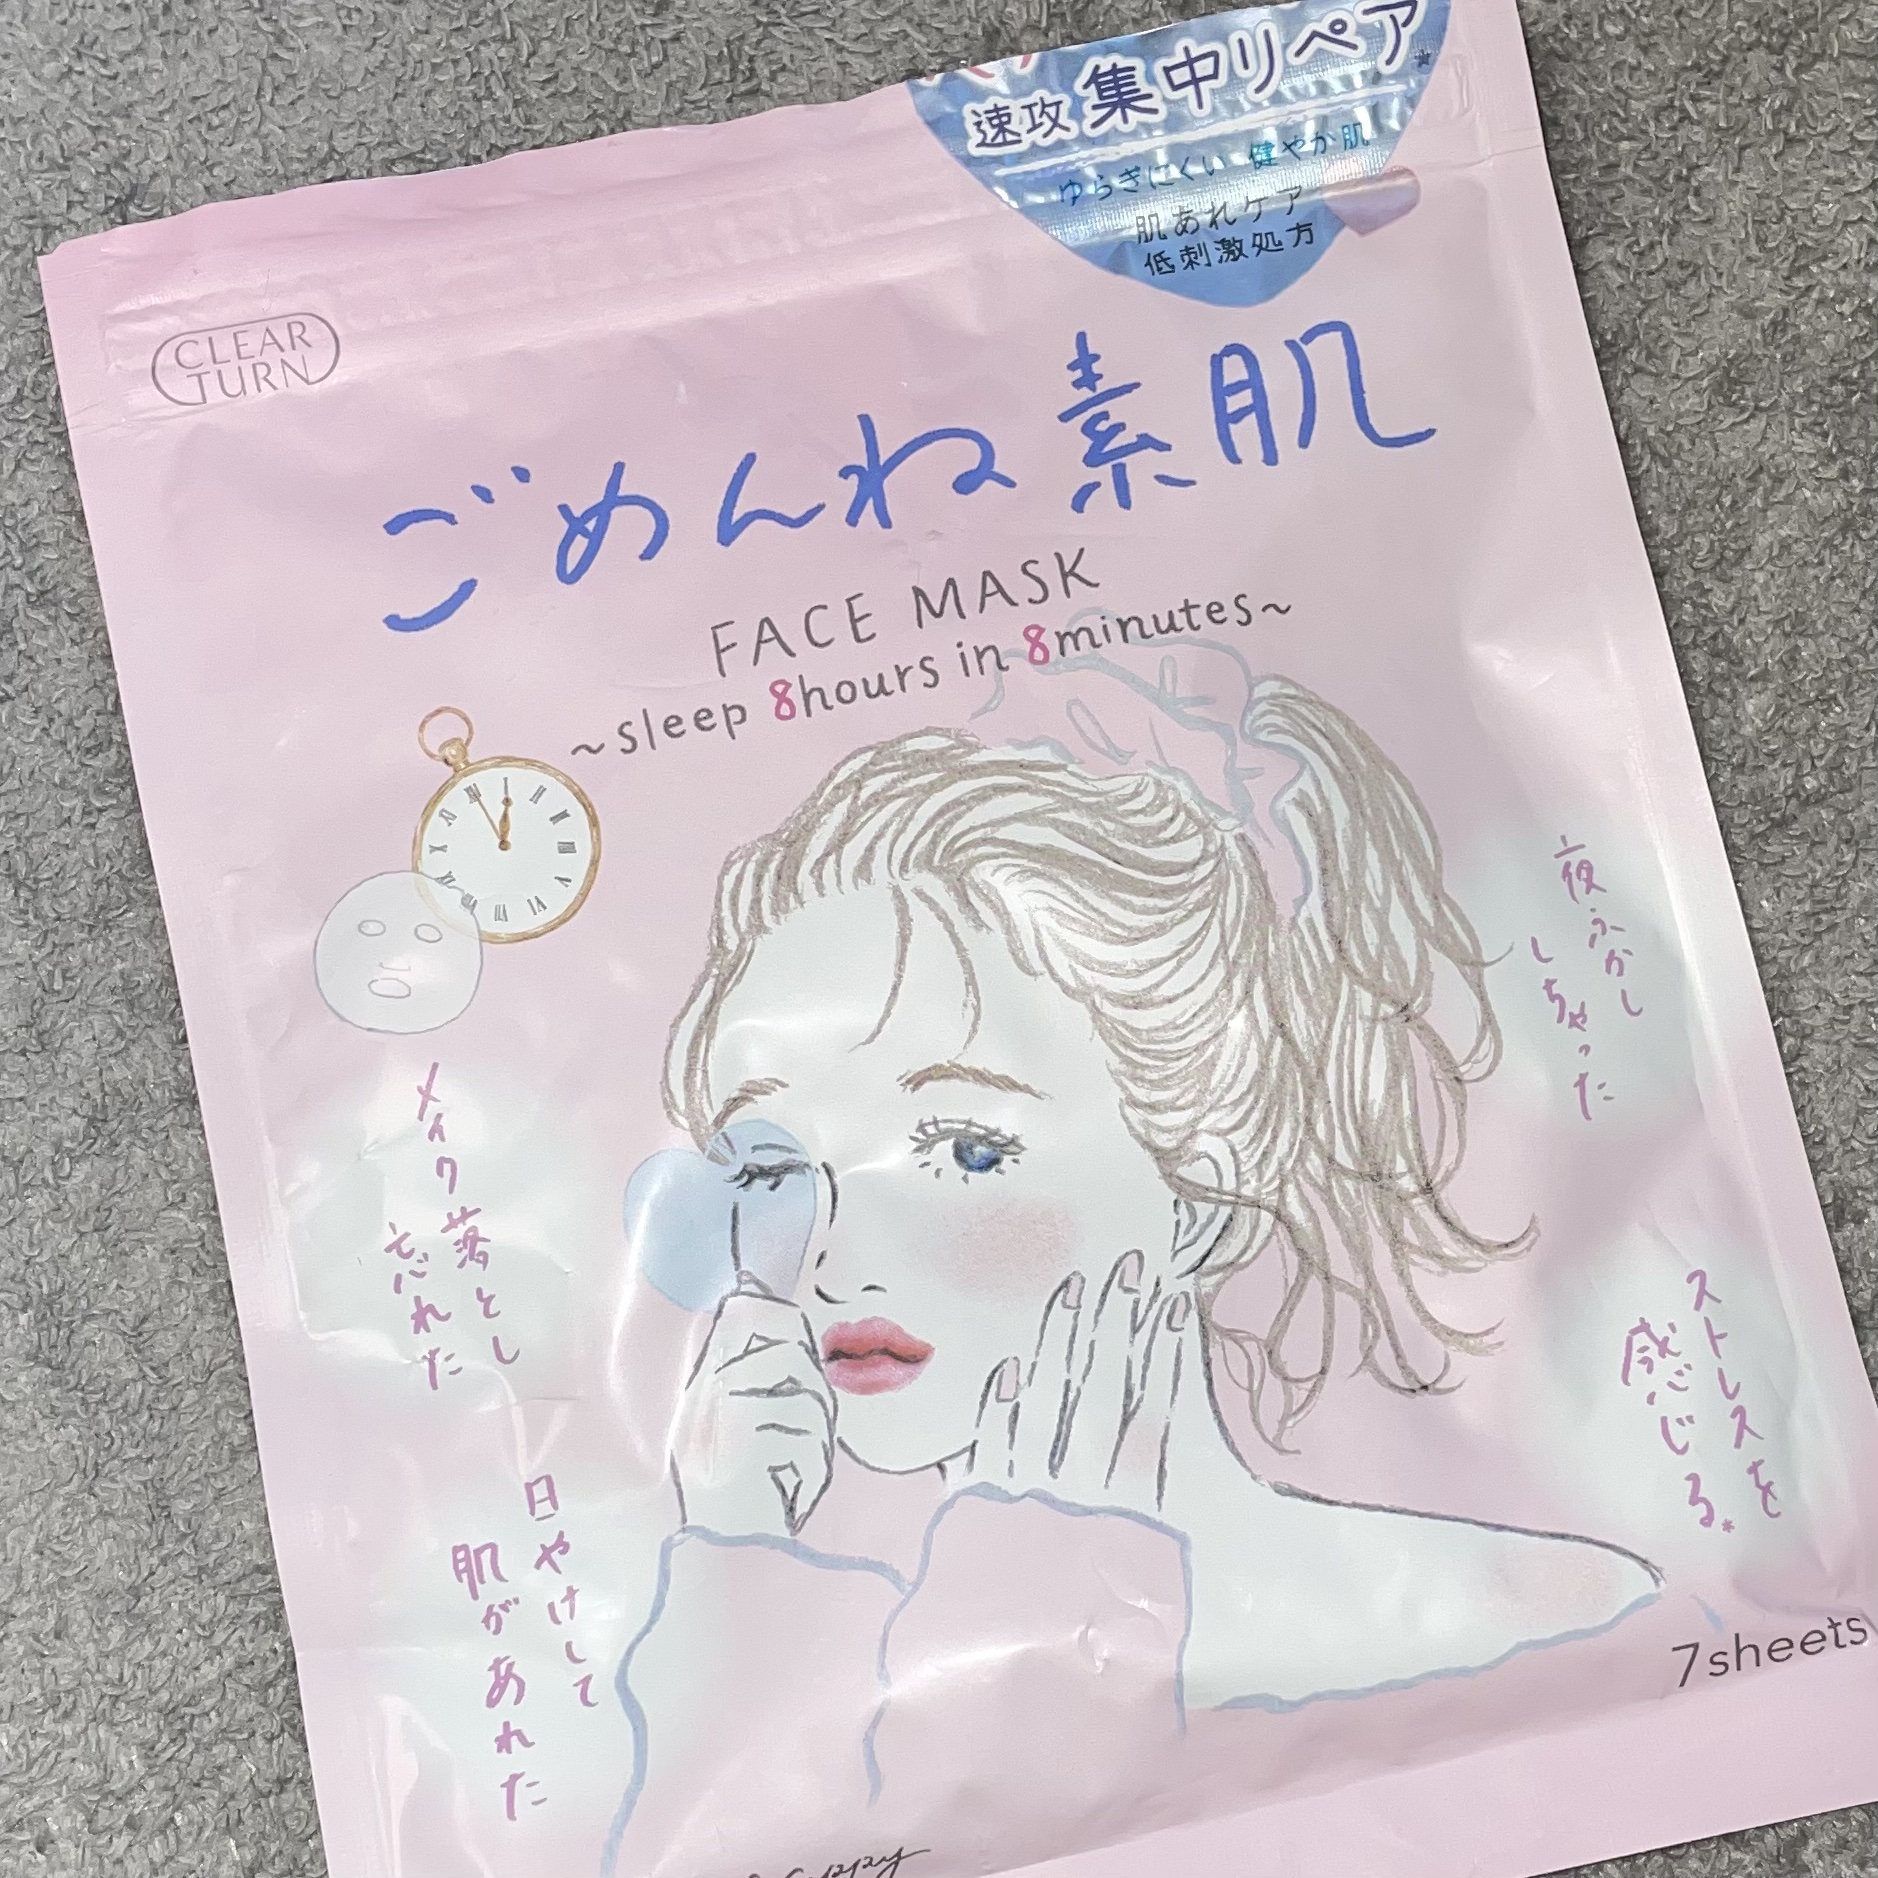 速攻 集中リペア*
ゆらぎにくい 健やか肌
肌あれケア
低刺激処方
CLEAR
TURN
ごめんね素肌
FACE MASK
~sleep 8hours in 8minutes~
夜ふかし
しちゃった
メイク落とし
忘れた
ストレスを
感じる。*
日やけして
肌があれた
7sheets